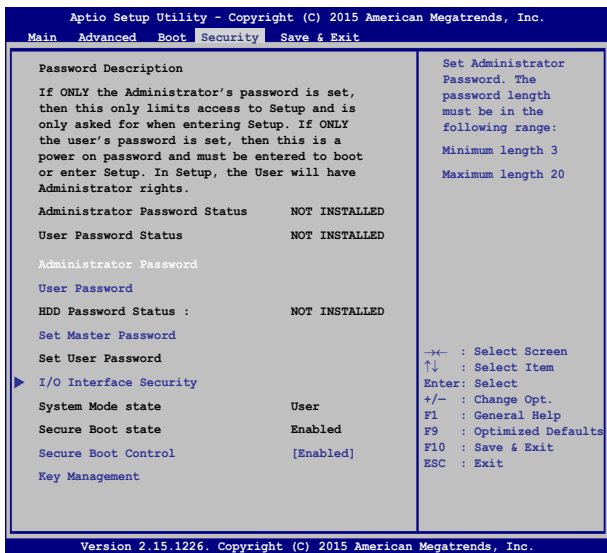 Aptio Setup Utility - Copyright (C) 2015 American Megatrends, Inc.
Main Advanced Boot Security Save & Exit
Password Description
If ONLY the Administrator's password is set,
then this only limits access to Setup and is
only asked for when entering Setup. If ONLY
the user's password is set, then this is a
power on password and must be entered to boot
or enter Setup. In Setup, the User will have
Administrator rights.
Administrator Password Status NOT INSTALLED
User Password Status NOT INSTALLED
Administrator Password
User Password
HDD Password Status : NOT INSTALLED
Set Master Password
Set User Password
I/O Interface Security
System Mode state User
Secure Boot state Enabled
Secure Boot Control [Enabled]
Key Management
Set Administrator
Password. The
password length
must be in the
following range:
Minimum length 3
Maximum length 20
→← : Select Screen
↑↓ : Select Item
Enter: Select
+/— : Change Opt.
F1 : General Help
F9 : Optimized Defaults
F10 : Save & Exit
ESC : Exit
Version 2.15.1226. Copyright (C) 2015 American Megatrends, Inc.